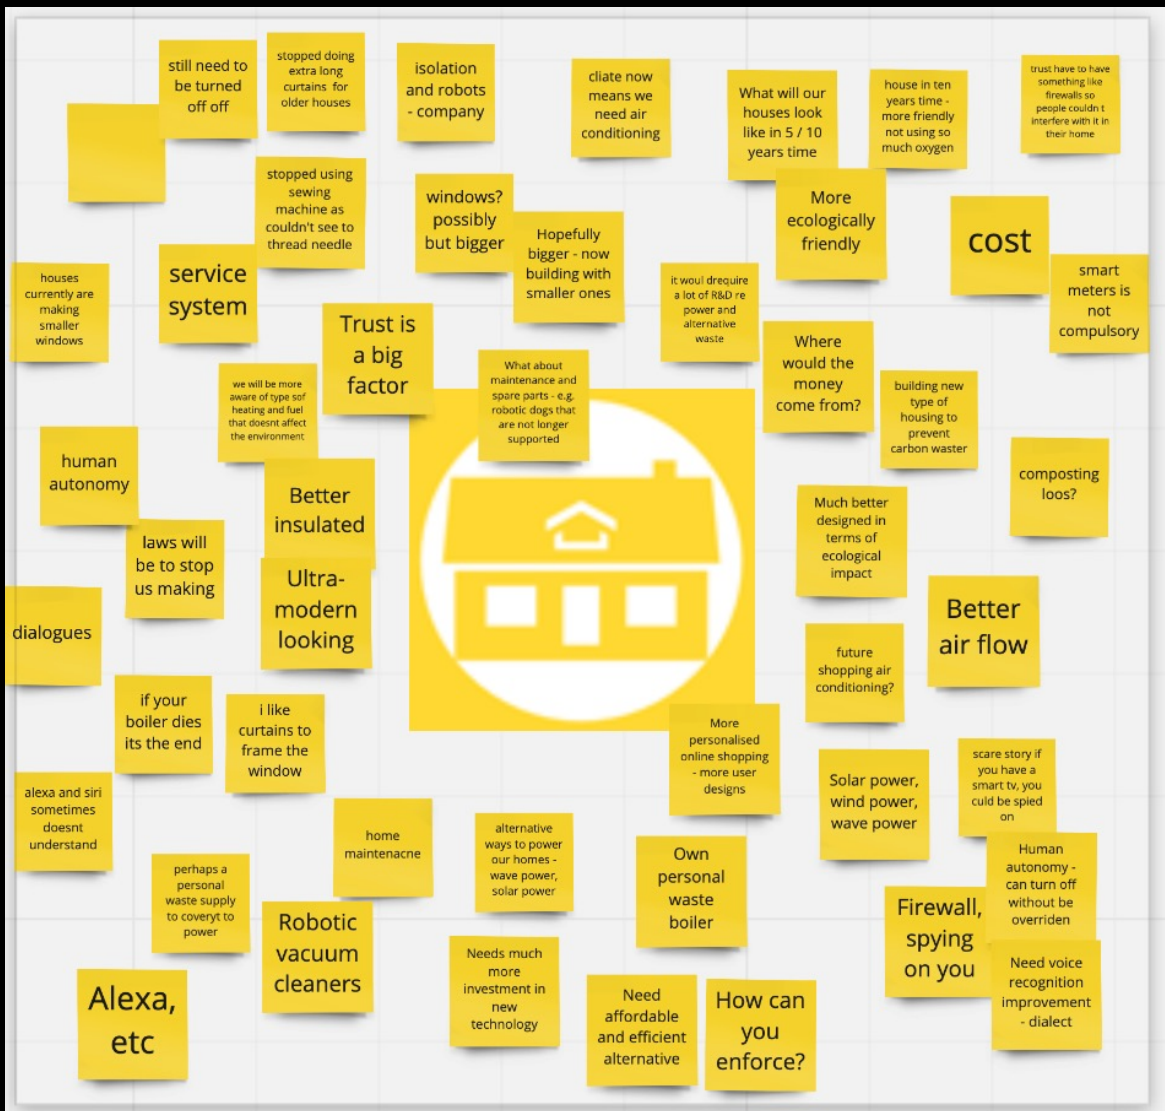 still need to
be turned
off off
stopped doing
extra long
curtains for
older houses
isolation
and robots
- company
cliate now
means we
need air
conditioning
What will our
houses look
like in 5 / 10
years time
house in ten
years time -
more friendly
not using so
much oxygen
trust have to have
something like
firewalls so
people couldn t
interfere with it in
their home
stopped using
sewing
machine as
couldn't see to
thread needle
windows?
possibly
but bigger
Hopefully
bigger - now
building with
smaller ones
More
ecologically
friendly
cost
smart
meters is
not
compulsory
houses
currently are
making
smaller
windows
service
system
Trust is
a big
factor
it woul drequire
a lot of R&D re
power and
alternative
waste
Where
would the
money
come from?
we will be more
aware of type sof
heating and fuel
that doesnt affect
the environment
What about
maintenance and
spare parts - e.g.
robotic dogs that
are not longer
supported
building new
type of
housing to
prevent
carbon waster
human
autonomy
Better
insulated
composting
loos?
Much better
designed in
terms of
ecological
impact
laws will
be to stop
us making
Ultra-
modern
looking
Better
air flow
dialogues
future
shopping air
conditioning?
if your
boiler dies
its the end
i like
curtains to
frame the
window
More
personalised
online shopping
- more user
designs
Solar power,
wind power,
wave power
scare story if
you have a
smart tv, you
culd be spied
on
alexa and siri
sometimes
doesnt
understand
home
maintenacne
alternative
ways to power
our homes -
wave power,
solar power
Own
personal
waste
boiler
Human
autonomy -
can turn off
without be
overriden
perhaps a
personal
waste supply
to coveryt to
power
Robotic
vacuum
cleaners
Firewall,
spying
on you
Needs much
more
investment in
new
technology
Need voice
recognition
improvement
- dialect
Alexa,
etc
Need
affordable
and efficient
alternative
How can
you
enforce?